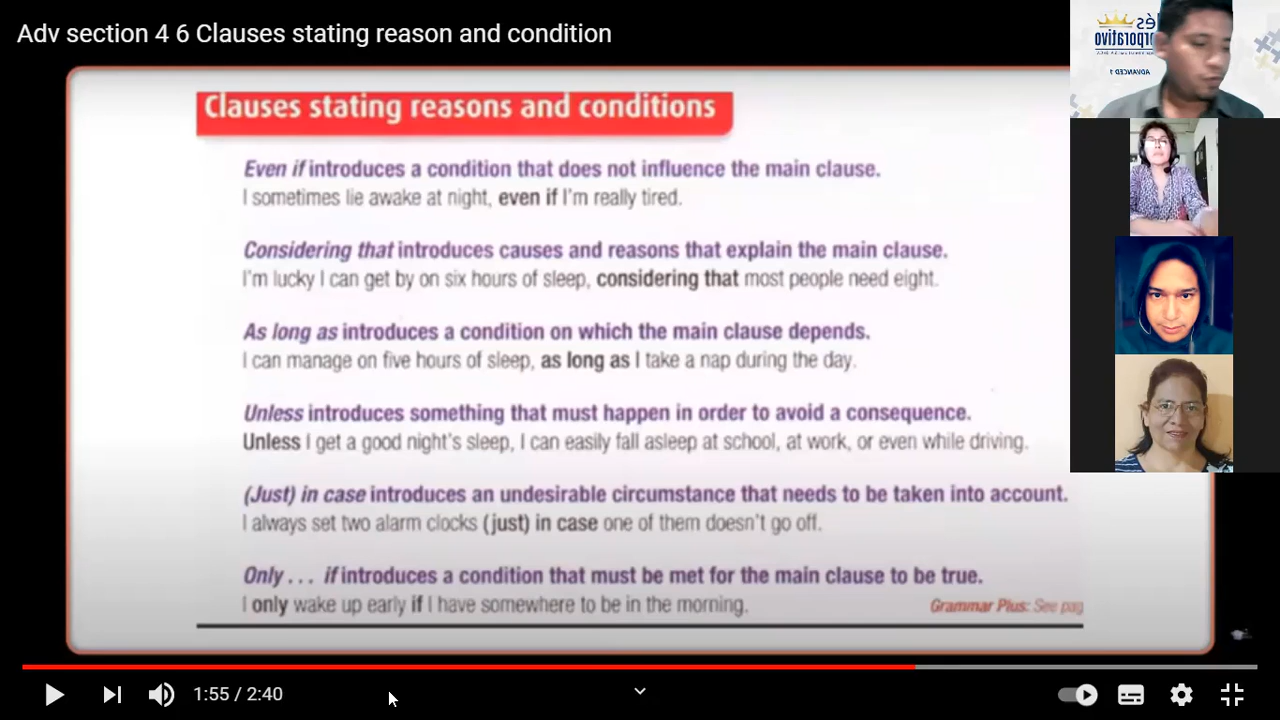 Adv section 4 6 Clauses stating reason and condition
Clauses stating reasons and conditions
Even if introduces a condition that does not influence the main clause.
I sometimes lie awake at night, even if I'm really tired.
Considering that introduces causes and reasons that explain the main clause.
I'm lucky I can get by on six hours of sleep, considering that most people need eight.
As long as introduces a condition on which the main clause depends.
I can manage on five hours of sleep, as long as I take a nap during the day.
Unless introduces something that must happen in order to avoid a consequence.
Unless I get a good night's sleep, I can easily fall asleep at school, at work, or even while driving.
(Just) in case introduces an undesirable circumstance that needs to be taken into account.
I always set two alarm clocks (just) in case one of them doesn't go off.
Only . . . if introduces a condition that must be met for the main clause to be true.
I only wake up early if I have somewhere to be in the morning.
Grammar Plus: See pag
1:55 / 2:40
ADVANCED 1